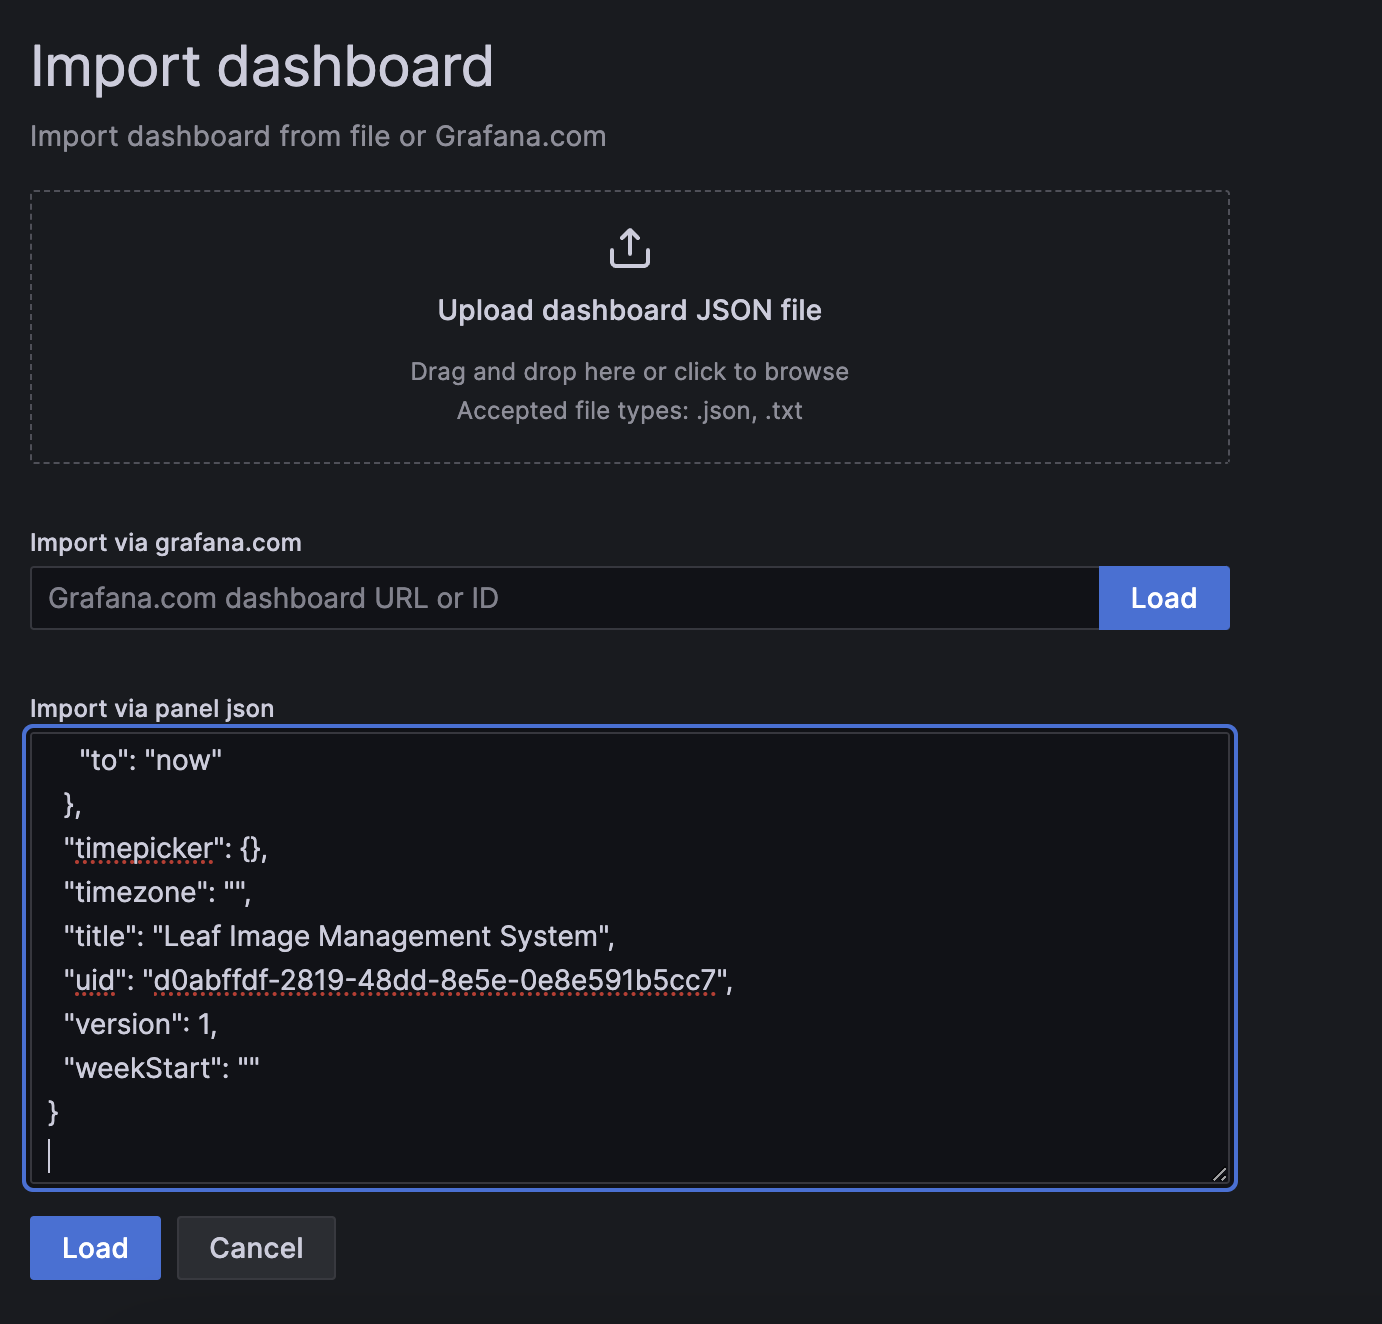 Import dashboard
Import dashboard from file or Grafana.com
Upload dashboard JSON file
Drag and drop here or click to browse
Accepted file types: .json, .txt
Import via grafana.com
Grafana.com dashboard URL or ID
Load
Import via panel json
"to": "now"
},
"timepicker": {},
"timezone": "",
"title": "Leaf Image Management System",
"uid": "d0abffdf-2819-48dd-8e5e-0e8e591b5cc7",
"version": 1,
"weekStart": ""
}
Load
Cancel